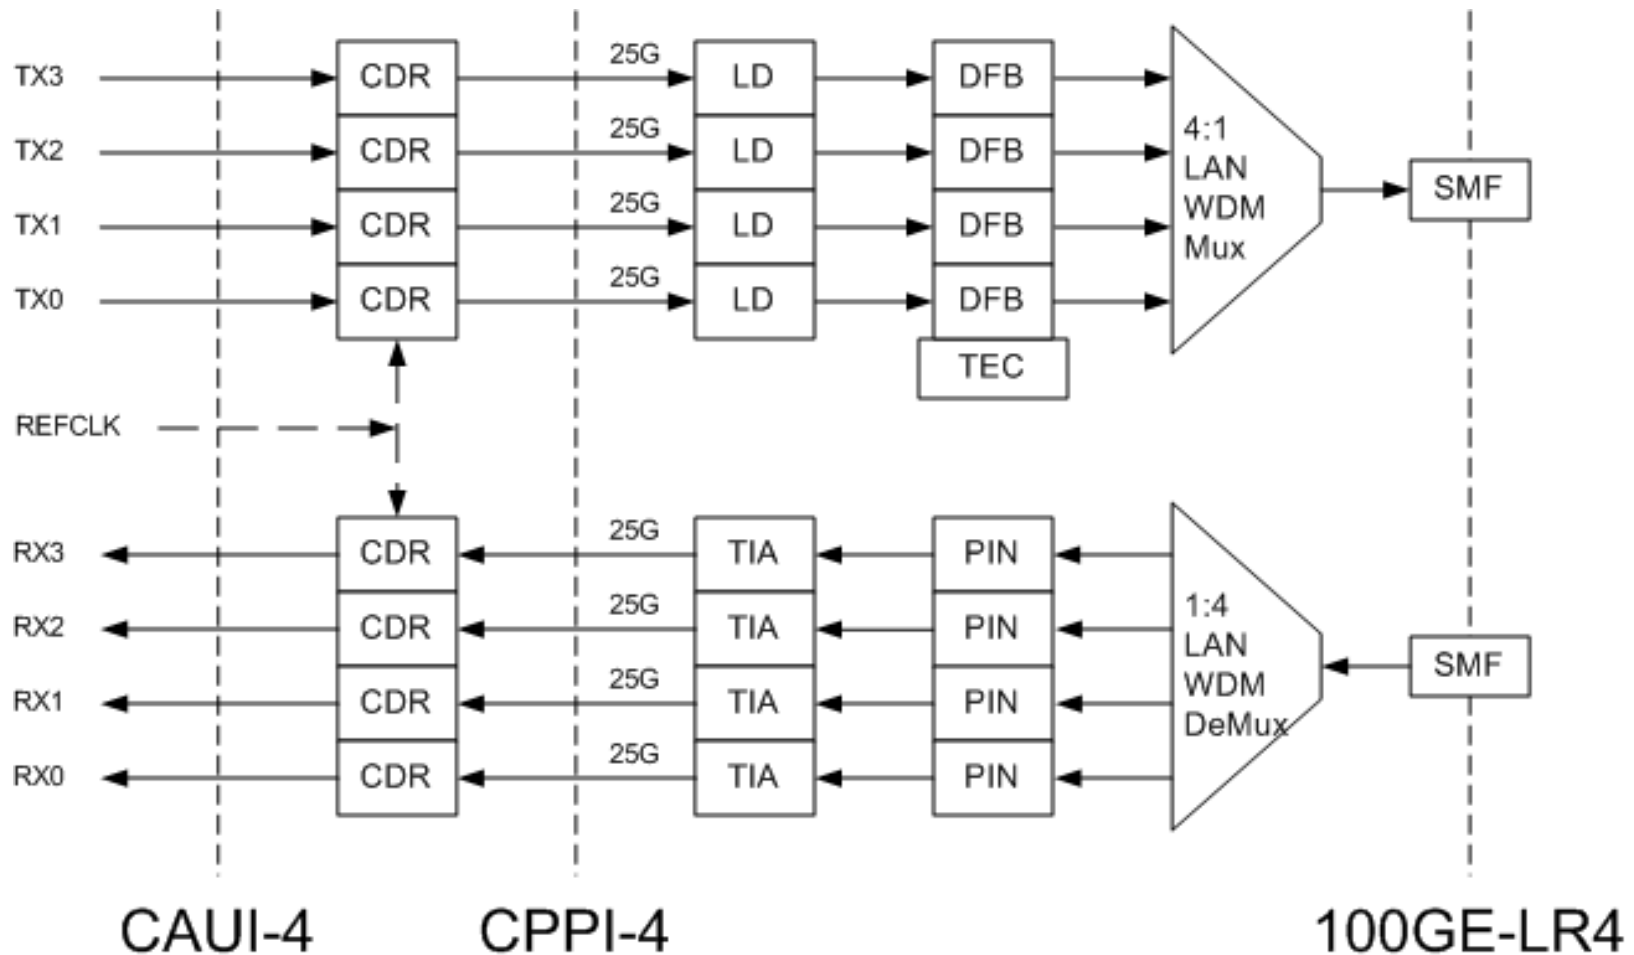 TX3 CDR 25G LD DFB
TX2 CDR 25G LD DFB
TX1 CDR 25G LD DFB
TX0 CDR 25G LD DFB
TEC
4:1
LAN
WDM
Mux
SMF
REFCLK
RX3 CDR 25G TIA PIN
RX2 CDR 25G TIA PIN
RX1 CDR 25G TIA PIN
RX0 CDR 25G TIA PIN
1:4
LAN
WDM
DeMux
SMF
CAUI-4 CPPI-4 100GE-LR4